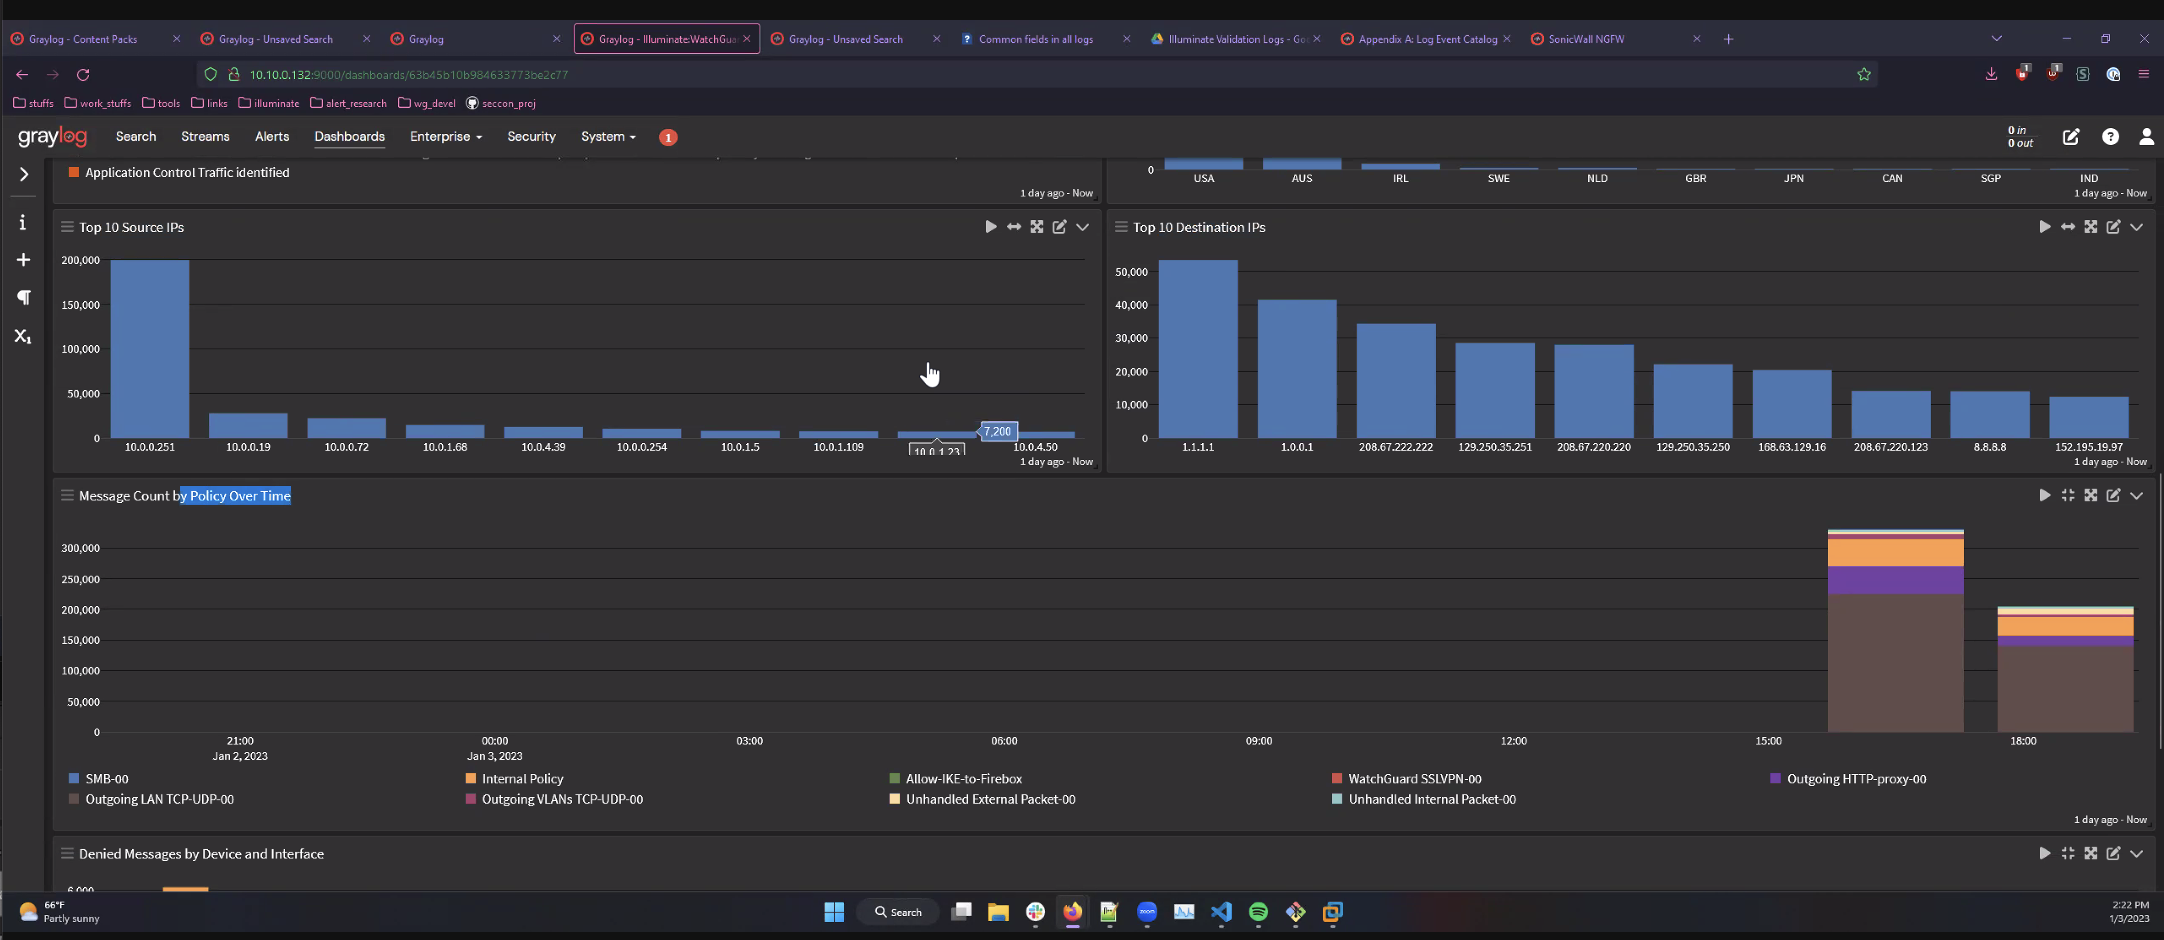 Graylog - Content Packs
Graylog - Unsaved Search
Graylog
Graylog - Illuminate:WatchGua
Graylog - Unsaved Search
Common fields in all logs
Illuminate Validation Logs - Go
Appendix A: Log Event Catalog
SonicWall NGFW
10.10.0.132:9000/dashboards/63b45b10b984633773be2c77
1
1
stuffs
work_stuffs
tools
links
illuminate
alert_research
wg_devel
seccon_proj
graylog
Search
Streams
Alerts
Dashboards
Enterprise
Security
System
1
0 in
0 out
Application Control Traffic identified
1 day ago - Now
0
USA
AUS
IRL
SWE
NLD
GBR
JPN
CAN
SGP
IND
1 day ago - Now
Top 10 Source IPs
200,000
150,000
100,000
50,000
0
10.0.0.251
10.0.0.19
10.0.0.72
10.0.1.68
10.0.4.39
10.0.0.254
10.0.1.5
10.0.1.109
10.0.1.23
7,200
10.0.4.50
1 day ago - Now
Top 10 Destination IPs
50,000
40,000
30,000
20,000
10,000
0
1.1.1.1
1.0.0.1
208.67.222.222
129.250.35.251
208.67.220.220
129.250.35.250
168.63.129.16
208.67.220.123
8.8.8.8
152.195.19.97
1 day ago - Now
Message Count by Policy Over Time
300,000
250,000
200,000
150,000
100,000
50,000
0
21:00
Jan 2, 2023
00:00
Jan 3, 2023
03:00
06:00
09:00
12:00
15:00
18:00
SMB-00
Internal Policy
Allow-IKE-to-Firebox
WatchGuard SSLVPN-00
Outgoing HTTP-proxy-00
Outgoing LAN TCP-UDP-00
Outgoing VLANs TCP-UDP-00
Unhandled External Packet-00
Unhandled Internal Packet-00
1 day ago - Now
Denied Messages by Device and Interface
6,000
66°F
Partly sunny
Search
zoom
2:22 PM
1/3/2023